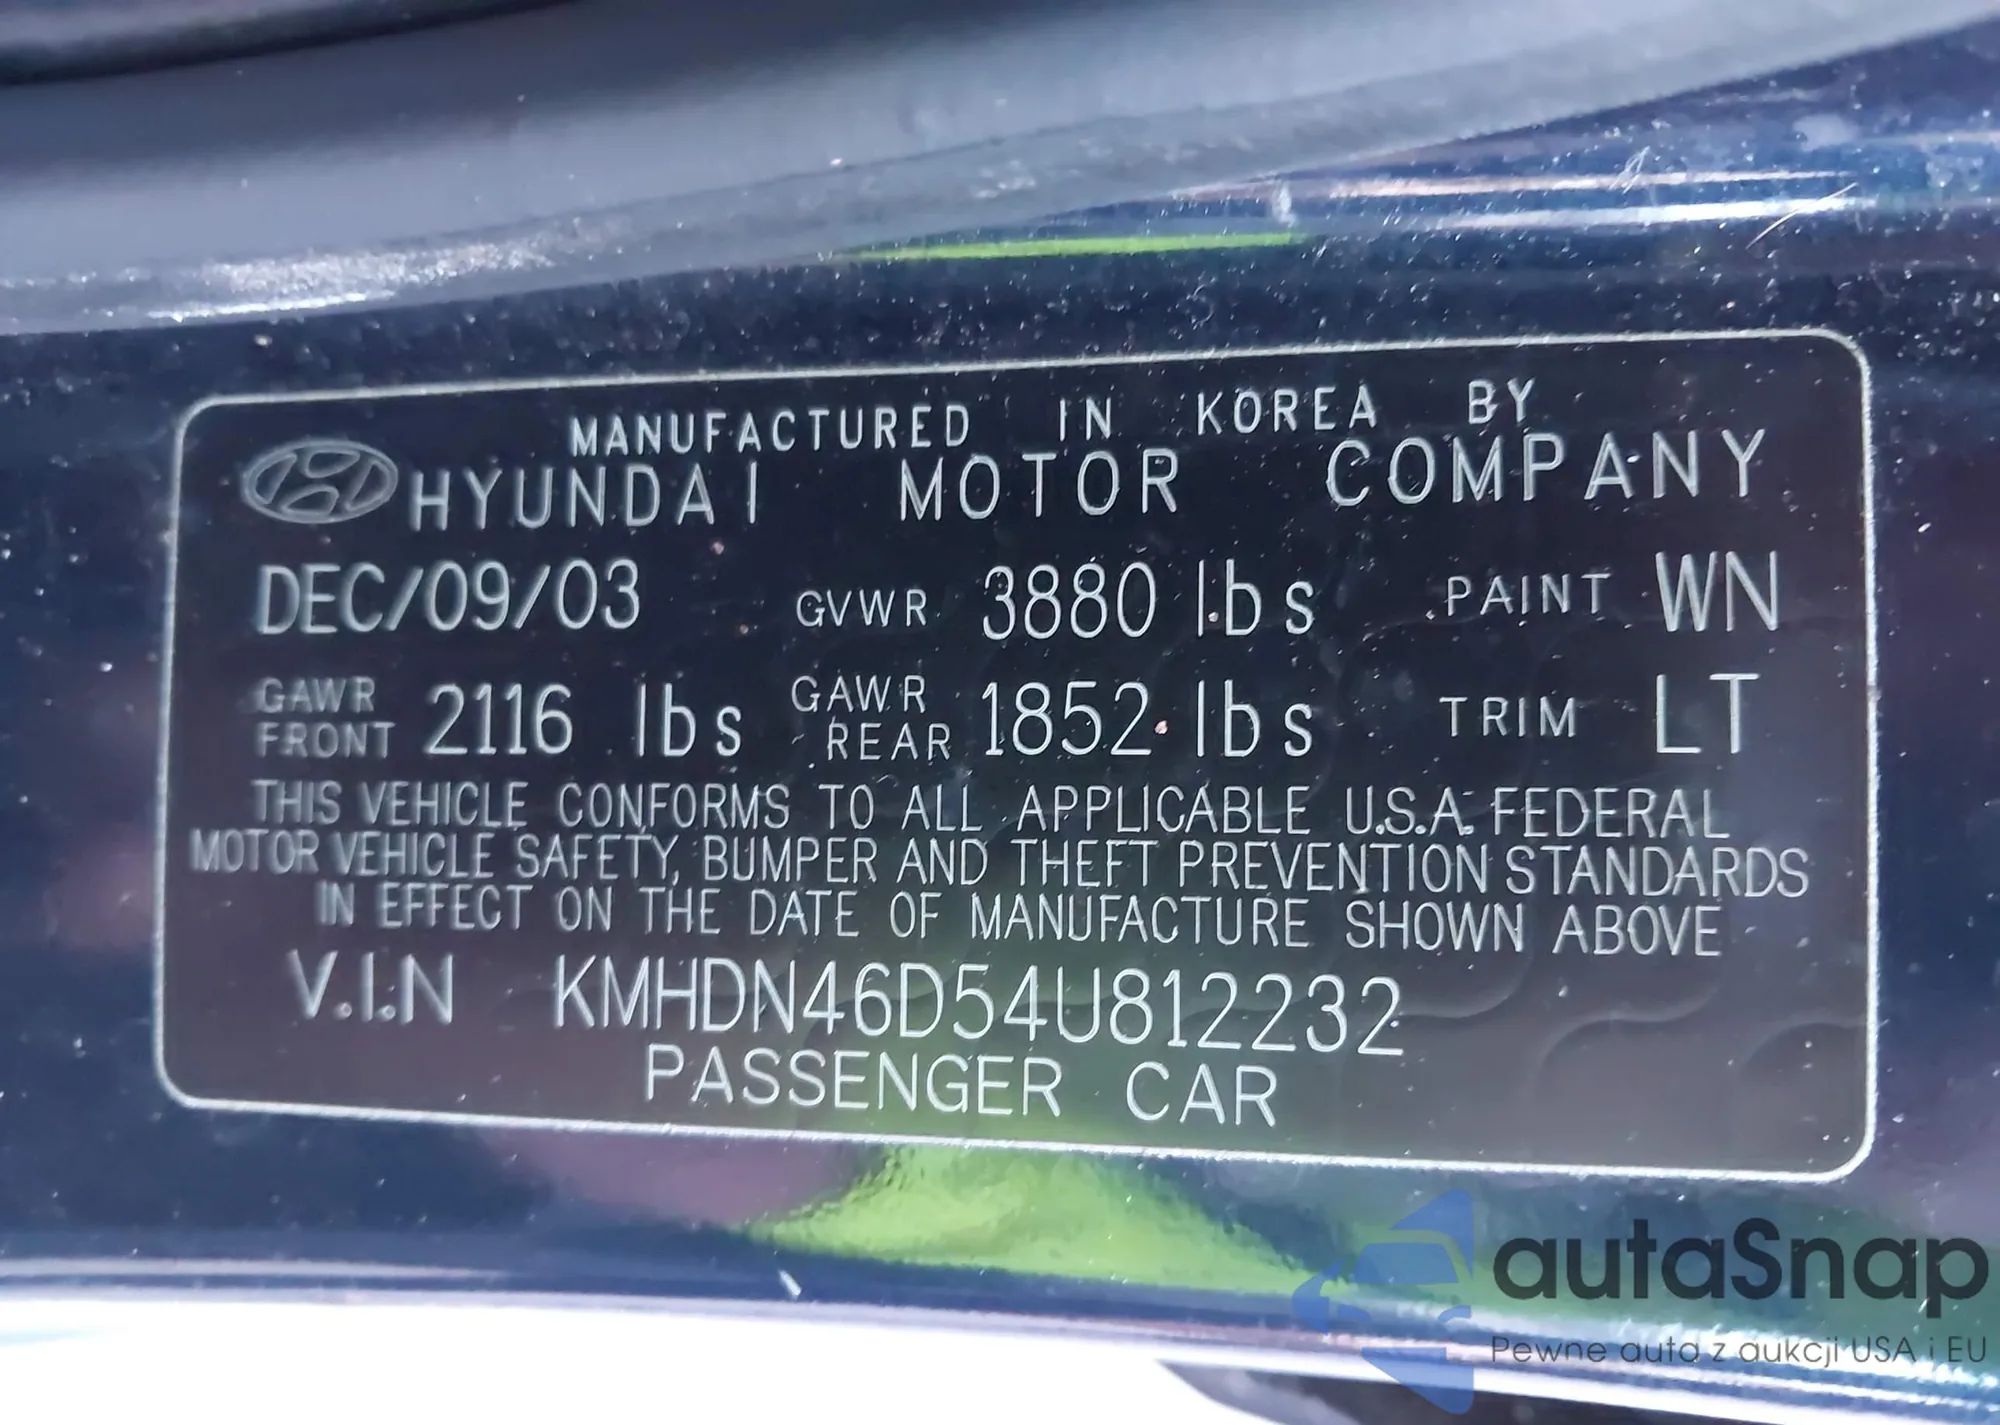 MANUFACTURED IN KOREA BY
HYUNDAI MOTOR COMPANY
DEC/09/03 GVWR 3880 lbs PAINT WN
GAWR FRONT 2116 lbs GAWR REAR 1852 lbs TRIM LT
THIS VEHICLE CONFORMS TO ALL APPLICABLE U.S.A. FEDERAL
MOTOR VEHICLE SAFETY, BUMPER AND THEFT PREVENTION STANDARDS
IN EFFECT ON THE DATE OF MANUFACTURE SHOWN ABOVE
V.I.N KMHDN46D54U812232
PASSENGER CAR
autaSnap
Pewne auta z aukcji USA i EU